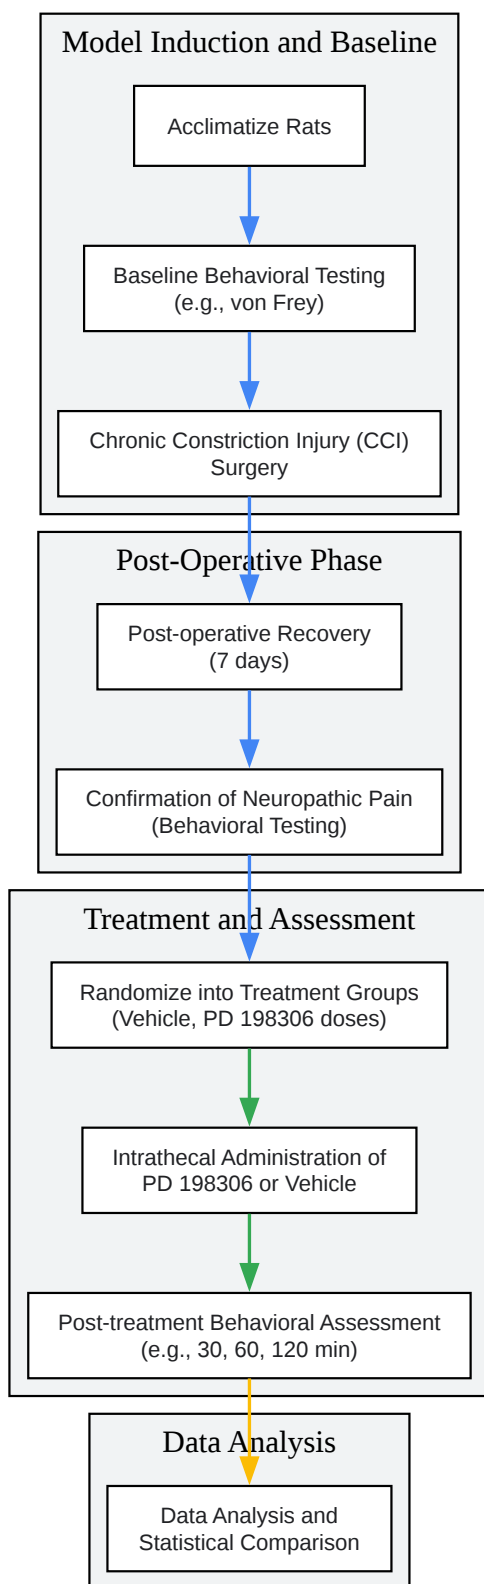 Model Induction and Baseline
Acclimatize Rats
Baseline Behavioral Testing
(e.g., von Frey)
Chronic Constriction Injury (CCI)
Surgery
Post-Operative Phase
Post-operative Recovery
(7 days)
Confirmation of Neuropathic Pain
(Behavioral Testing)
Treatment and Assessment
Randomize into Treatment Groups
(Vehicle, PD 198306 doses)
Intrathecal Administration of
PD 198306 or Vehicle
Post-treatment Behavioral Assessment
(e.g., 30, 60, 120 min)
Data Analysis
Data Analysis and
Statistical Comparison